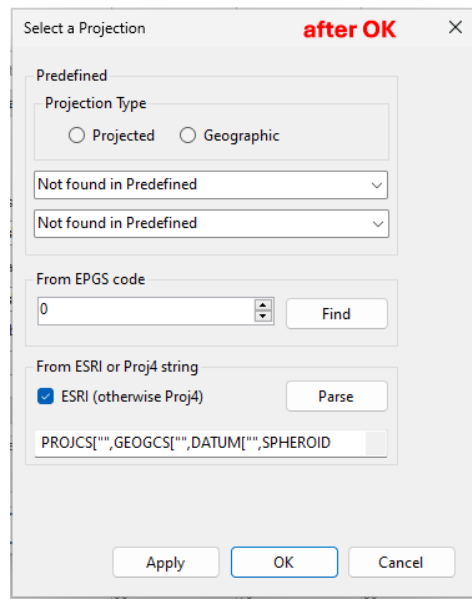 Select a Projection
after OK
Predefined
Projection Type
Projected
Geographic
Not found in Predefined
Not found in Predefined
From EPGS code
0
Find
From ESRI or Proj4 string
ESRI (otherwise Proj4)
Parse
PROJCS["",GEOGCS["",DATUM["",SPHEROID
Apply
OK
Cancel